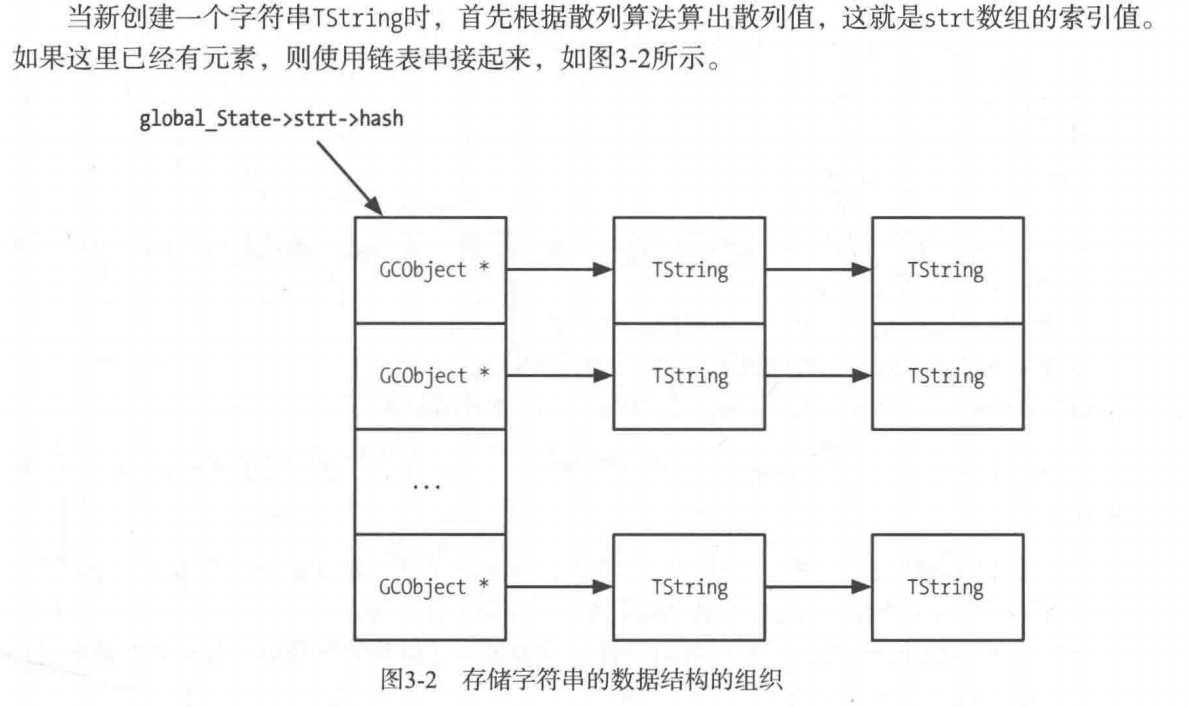 当新创建一个字符串TString时，首先根据散列算法算出散列值，这就是strt数组的索引值。
如果这里已经有元素，则使用链表串接起来，如图3-2所示。
global_State->strt->hash
GCObject * TString TString
GCObject * TString TString
...
GCObject * TString TString
图3-2 存储字符串的数据结构的组织